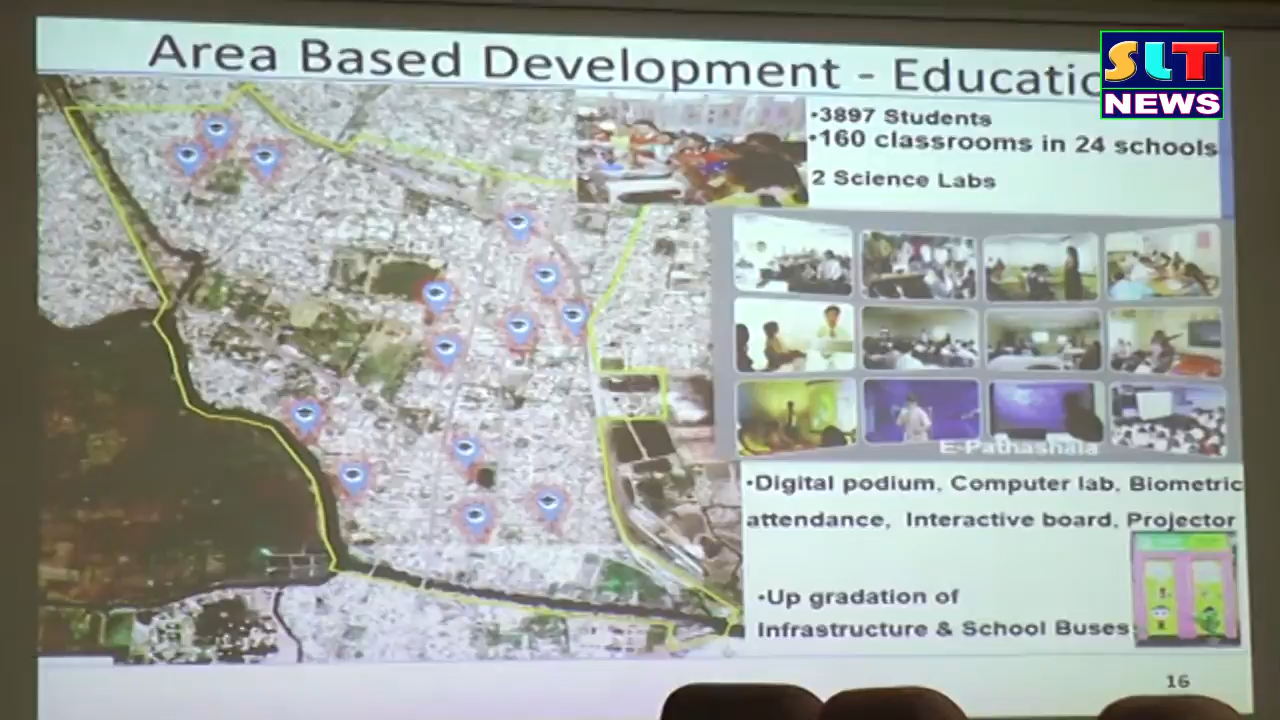 Area Based Development - Educatio
SLT
NEWS
•3897 Students
•160 classrooms in 24 schools
2 Science Labs
E-Pathashala
•Digital podium, Computer lab, Biometric
attendance, Interactive board, Projector
•Up gradation of
Infrastructure & School Buses
16